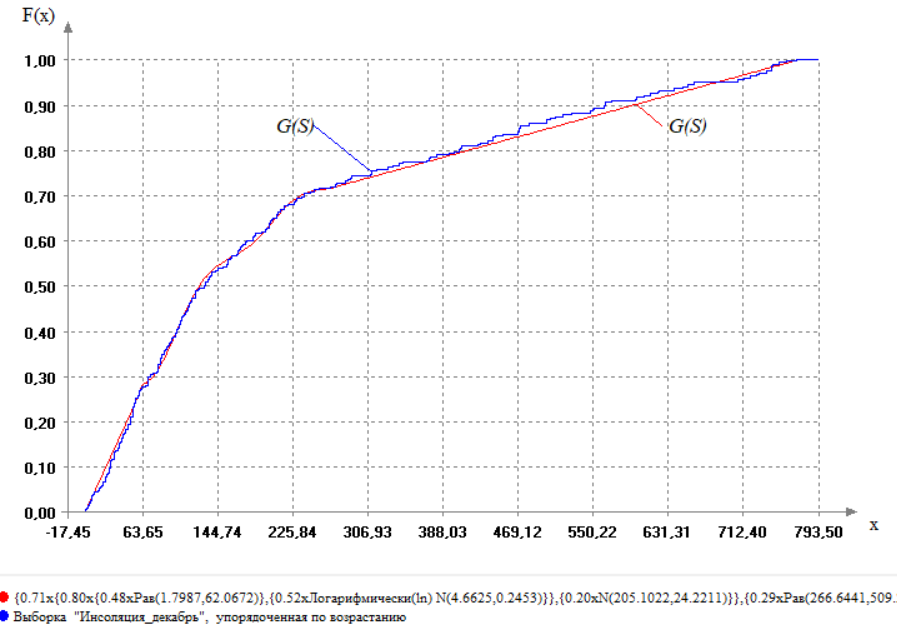 F(x)
1,00
0,90
G(S)
G(S)
0,80
0,70
0,60
0,50
0,40
0,30
0,20
0,10
0,00
-17,45 63,65 144,74 225,84 306,93 388,03 469,12 550,22 631,31 712,40 793,50
x
{0.71x{0.80x{0.48xРав(1.7987,62.0672)},{0.52xЛогарифмически(ln) N(4.6625,0.2453)}},{0.20xN(205.1022,24.2211)}},{0.29xРав(266.6441,509.
Выборка "Инсоляция_декабрь", упорядоченная по возрастанию